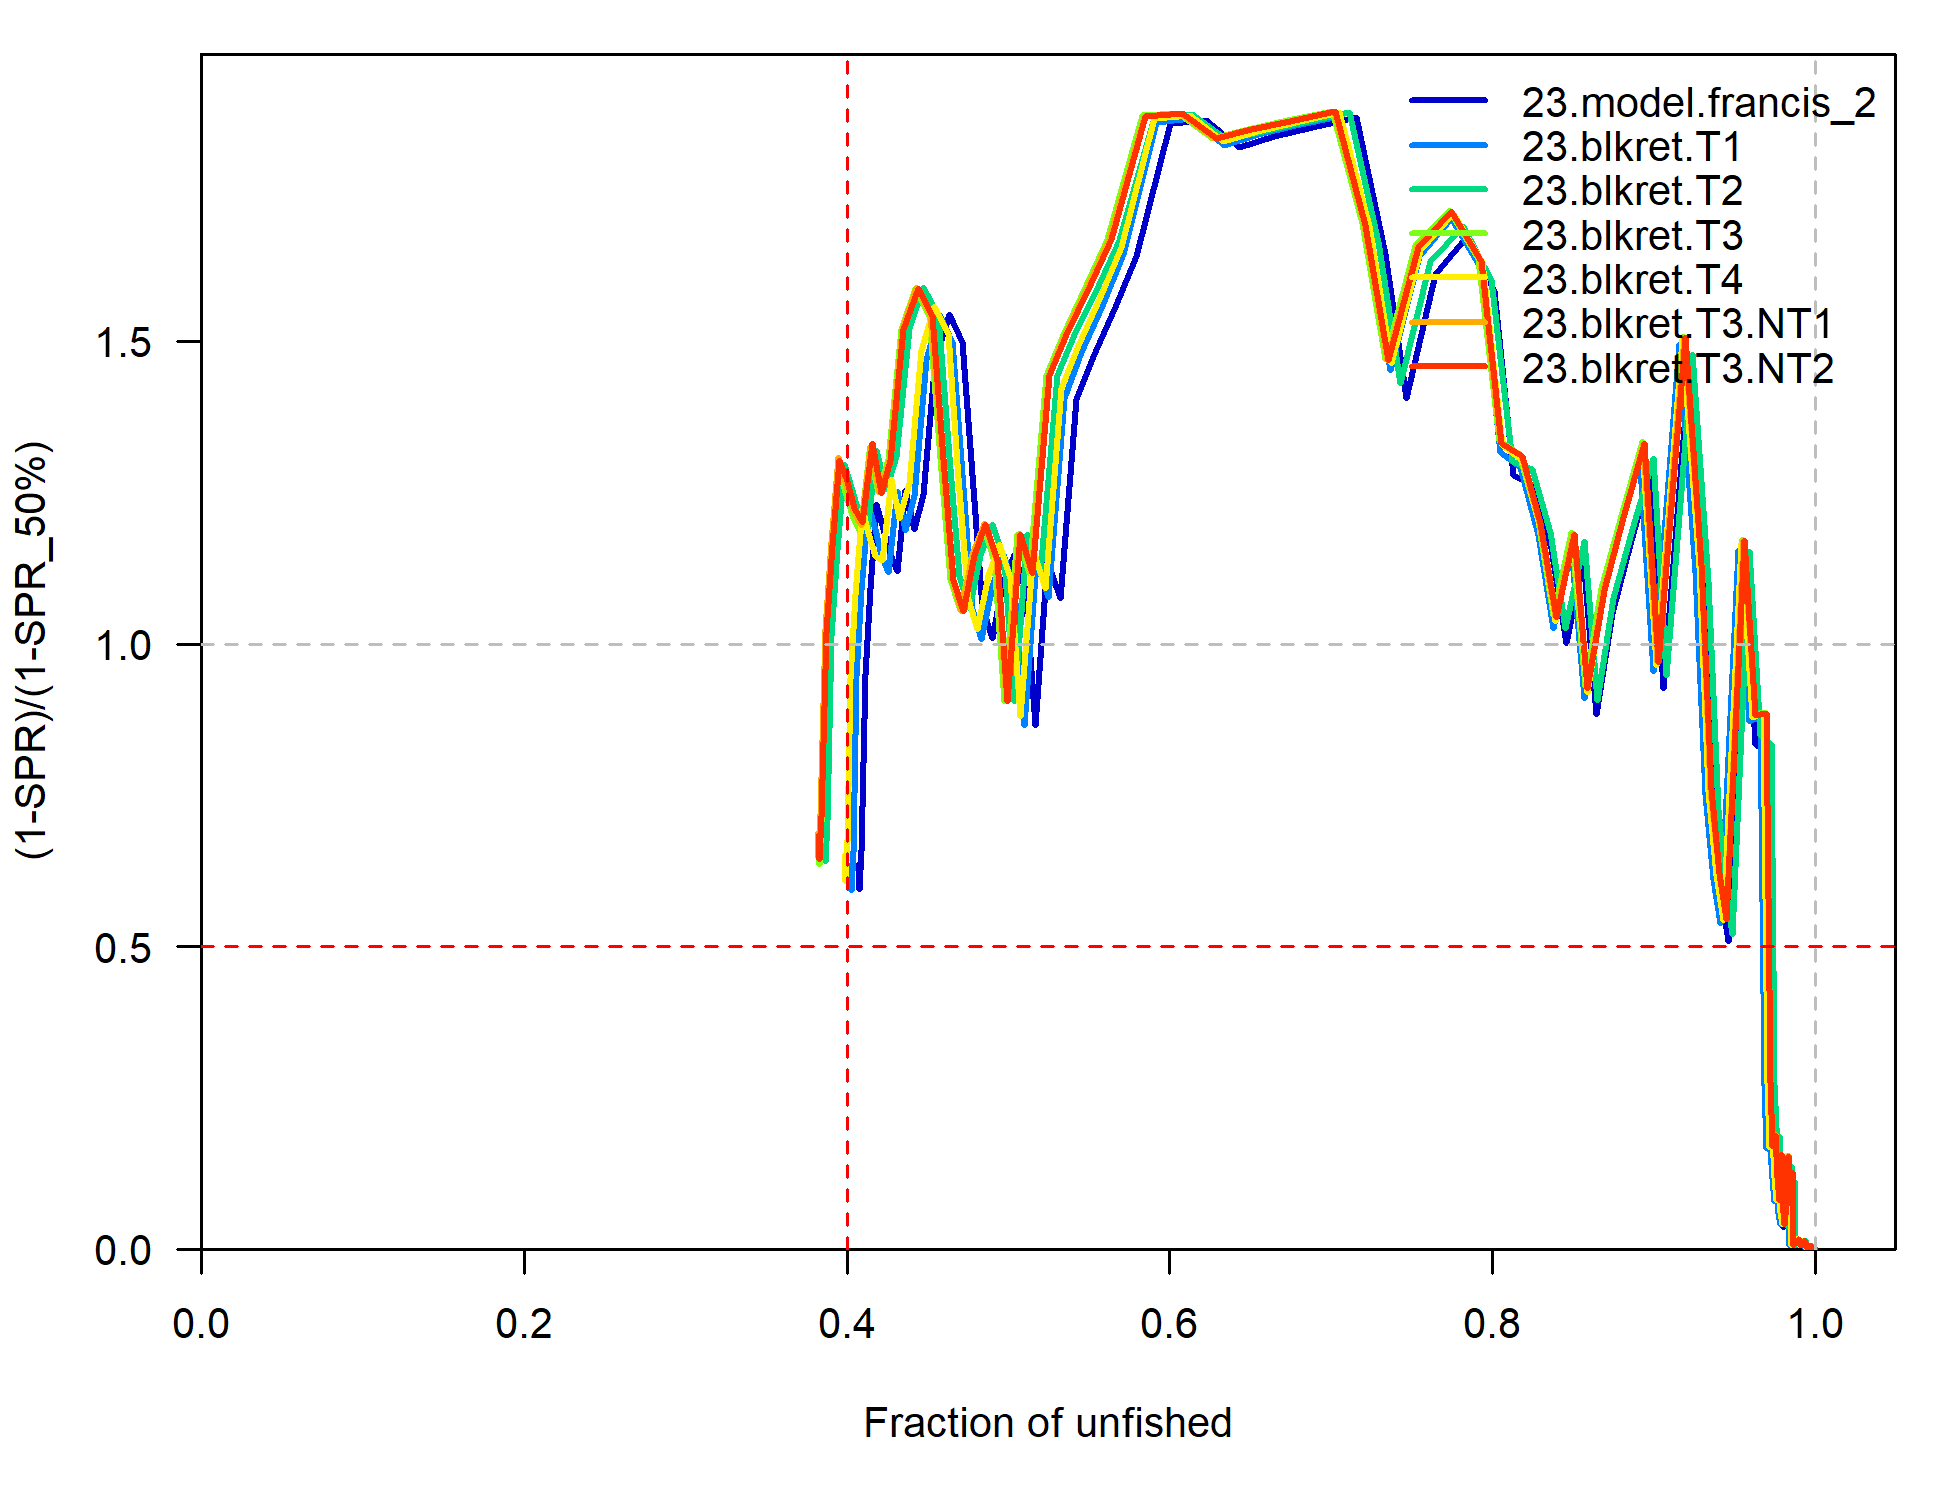 23.model.francis_2
23.blkret.T1
23.blkret.T2
23.blkret.T3
23.blkret.T4
23.blkret.T3.NT1
23.blkret.T3.NT2
(1-SPR)/(1-SPR_50%)
1.5
1.0
0.5
0.0
0.0 0.2 0.4 0.6 0.8 1.0
Fraction of unfished